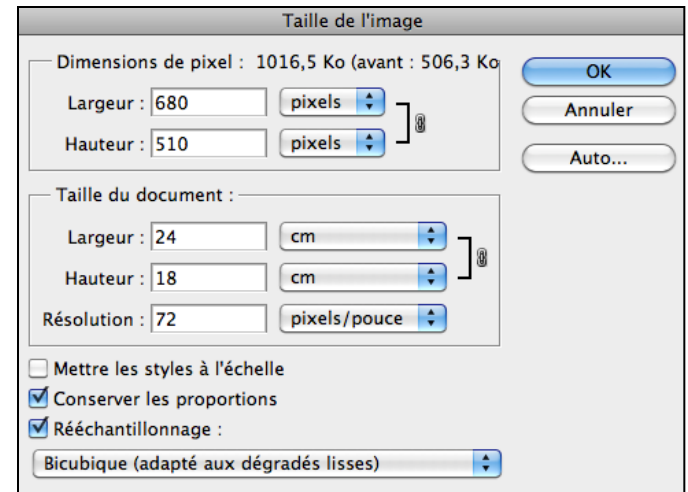 Taille de l'image
Dimensions de pixel : 1016,5 Ko (avant : 506,3 Ko
OK
Largeur : 680 pixels
Annuler
Hauteur : 510 pixels
Auto...
Taille du document :
Largeur : 24 cm
Hauteur : 18 cm
Résolution : 72 pixels/pouce
Mettre les styles à l'échelle
Conserver les proportions
Rééchantillonnage :
Bicubique (adapté aux dégradés lisses)